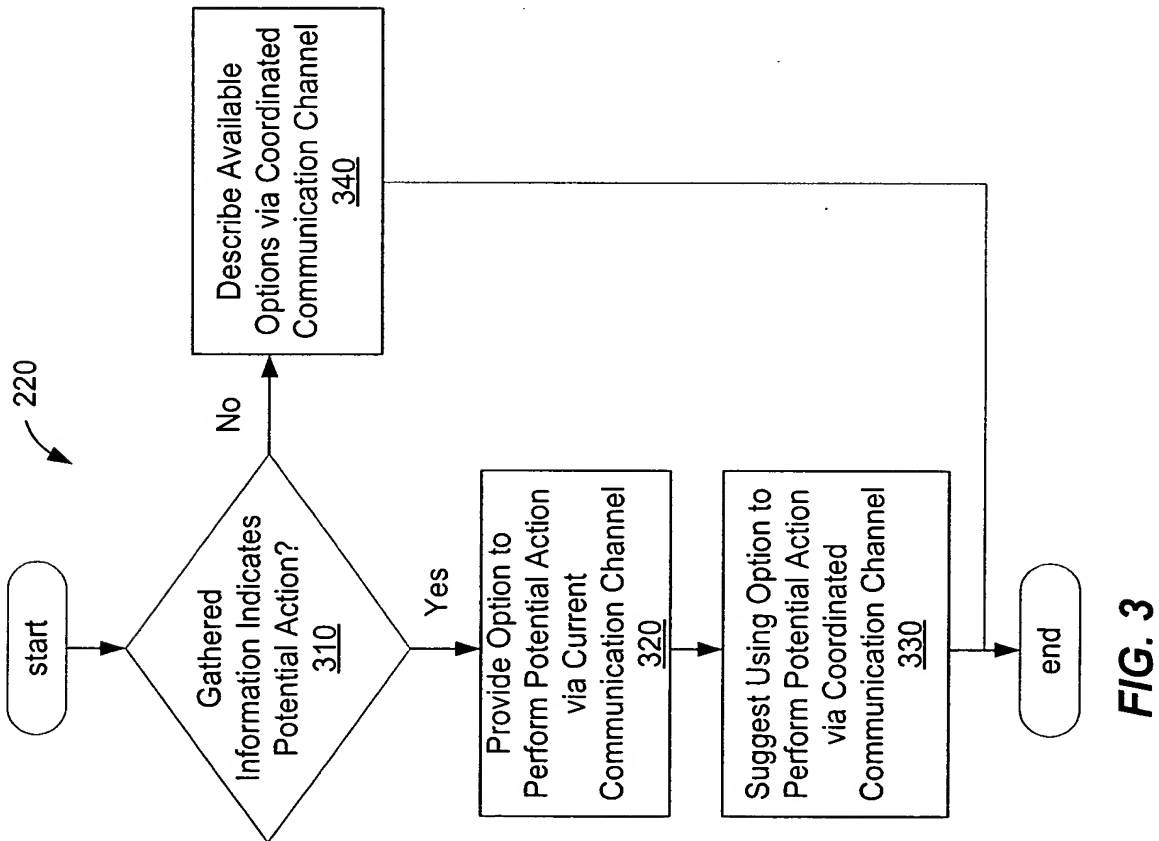 220
start
Gathered
Information Indicates
Potential Action?
310
No
Yes
Describe Available
Options via Coordinated
Communication Channel
340
Provide Option to
Perform Potential Action
via Current
Communication Channel
320
Suggest Using Option to
Perform Potential Action
via Coordinated
Communication Channel
330
end
FIG. 3